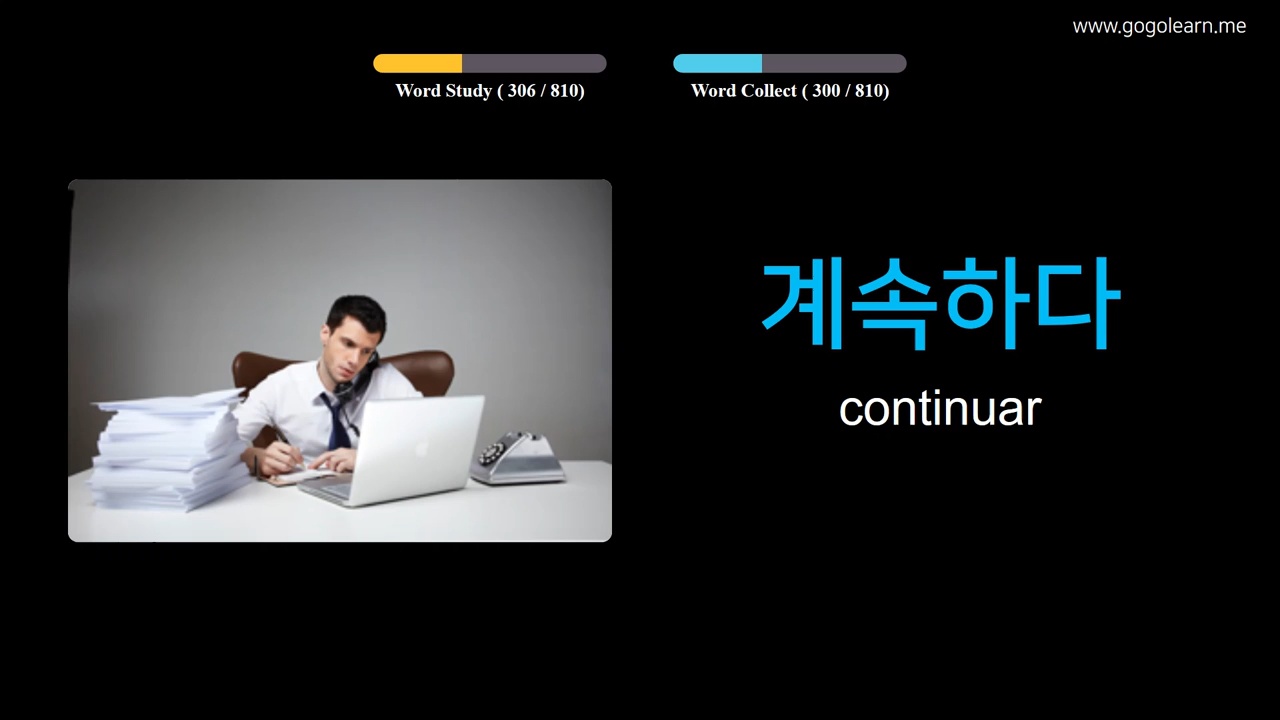 www.gogolearn.me
Word Study ( 306 / 810)
Word Collect ( 300 / 810)
계속하다
continuar